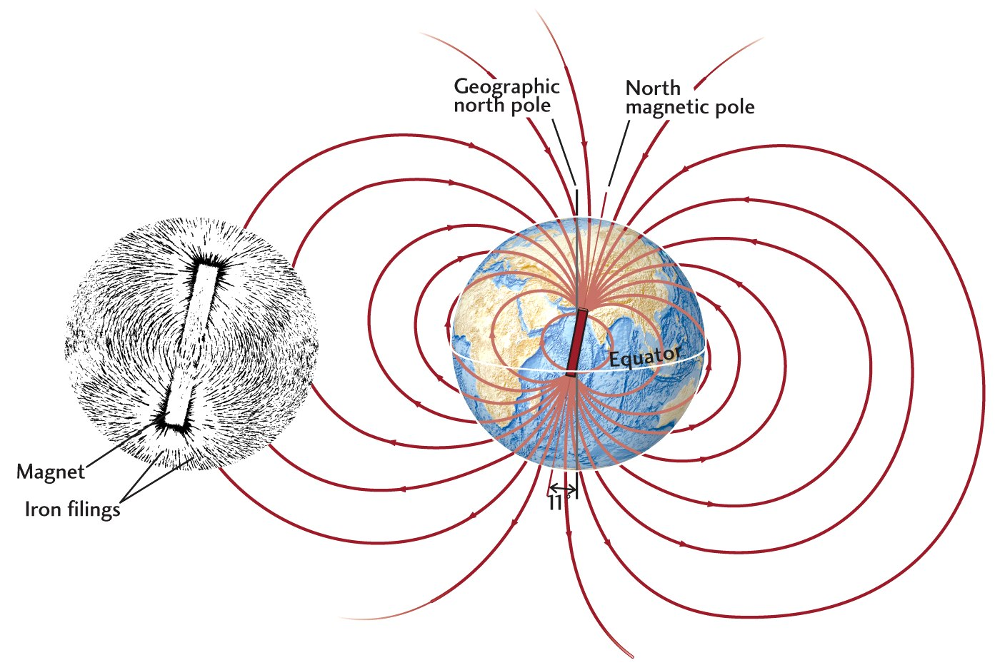 Geographic
north pole
North
magnetic pole
Equator
Magnet
Iron filings
11°